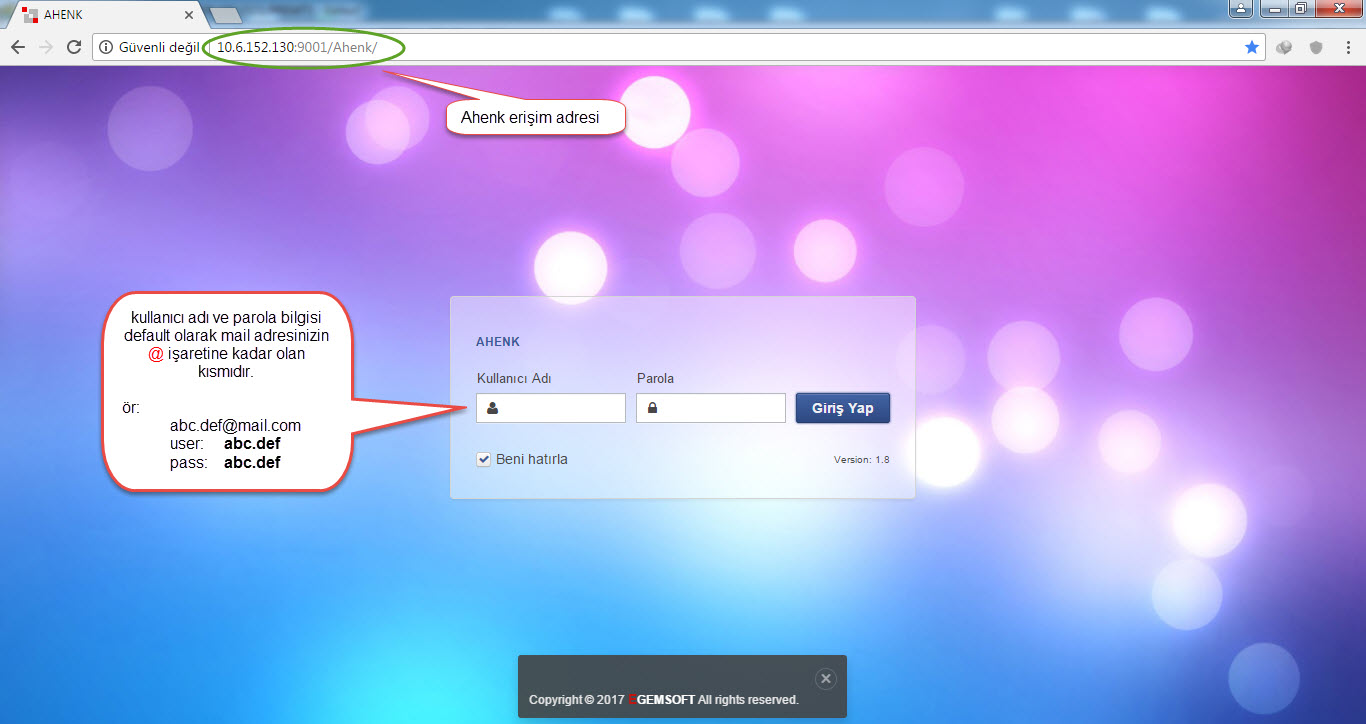 AHENK
Güvenli değil
10.6.152.130:9001/Ahenk/
Ahenk erişim adresi
kullanıcı adı ve parola bilgisi
default olarak mail adresinizin
@ işaretine kadar olan
kısmıdır.
ör:
abc.def@mail.com
user: abc.def
pass: abc.def
AHENK
Kullanıcı Adı
Parola
Giriş Yap
Beni hatırla
Version: 1.8
Copyright © 2017 EGEMSOFT All rights reserved.